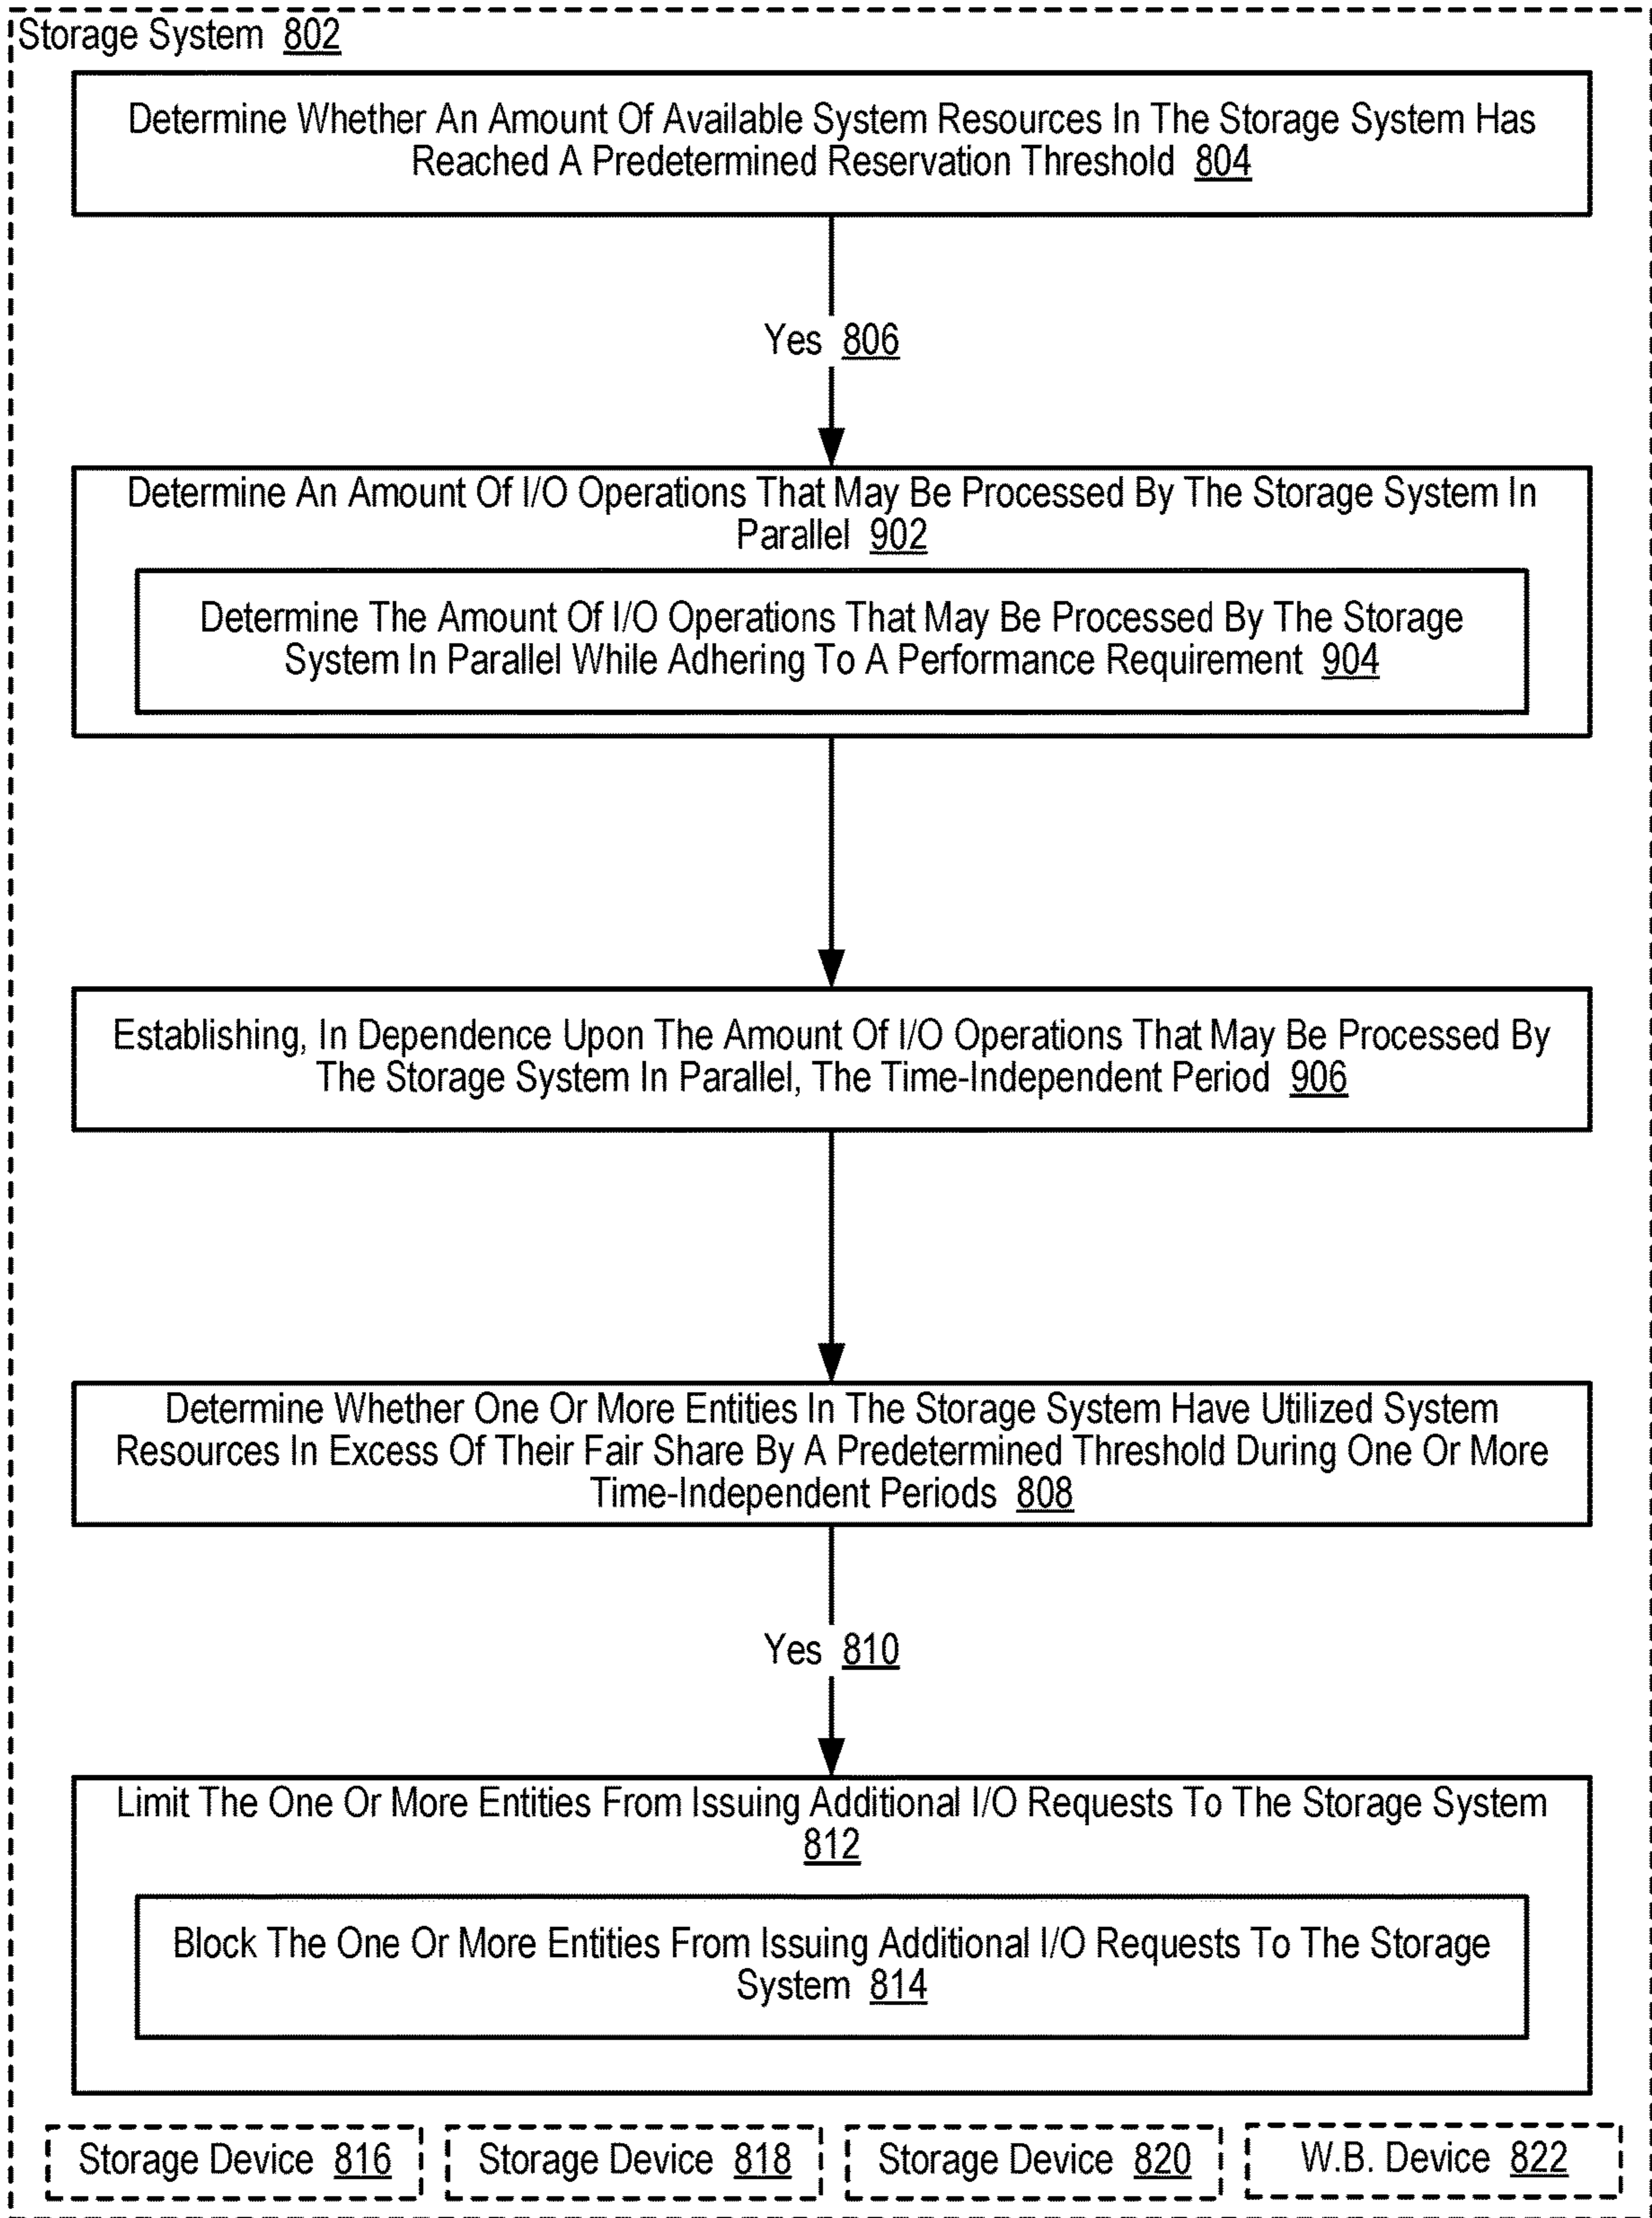 Storage System 802
Determine Whether An Amount Of Available System Resources In The Storage System Has
Reached A Predetermined Reservation Threshold 804
Yes 806
Determine An Amount Of I/O Operations That May Be Processed By The Storage System In
Parallel 902
Determine The Amount Of I/O Operations That May Be Processed By The Storage
System In Parallel While Adhering To A Performance Requirement 904
Establishing, In Dependence Upon The Amount Of I/O Operations That May Be Processed By
The Storage System In Parallel, The Time-Independent Period 906
Determine Whether One Or More Entities In The Storage System Have Utilized System
Resources In Excess Of Their Fair Share By A Predetermined Threshold During One Or More
Time-Independent Periods 808
Yes 810
Limit The One Or More Entities From Issuing Additional I/O Requests To The Storage System
812
Block The One Or More Entities From Issuing Additional I/O Requests To The Storage
System 814
Storage Device 816
Storage Device 818
Storage Device 820
W.B. Device 822